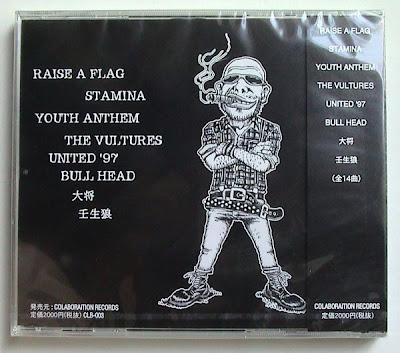 RAISE A FLAG
STAMINA
YOUTH ANTHEM
THE VULTURES
UNITED '97
BULL HEAD
大将
壬生狼
発売元：COLABORAITION RECORDS
定価2000円(税抜) CLB-003
RAISE A FLAG
STAMINA
YOUTH ANTHEM
THE VULTURES
UNITED '97
BULL HEAD
大将
壬生狼
(全14曲)
COLABORAITION RECORDS
定価2000円(税抜)